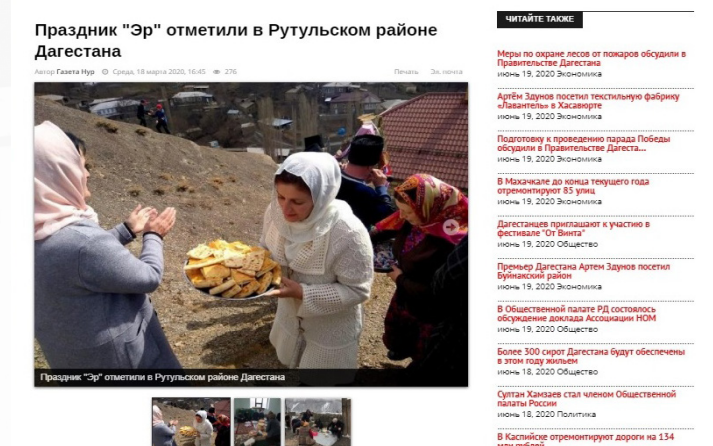 Праздник "Эр" отметили в Рутульском районе
Дагестана
Автор Газета Нур Среда, 18 марта 2020, 16:45 276 Печать Эл. почта
Праздник "Эр" отметили в Рутульском районе Дагестана
ЧИТАЙТЕ ТАКЖЕ
Меры по охране лесов от пожаров обсудили в
Правительстве Дагестана
июнь 19, 2020 Экономика
Артём Здунов посетил текстильную фабрику
«Лавантель» в Хасавюрте
июнь 19, 2020 Экономика
Подготовку к проведению парада Победы
обсудили в Правительстве Дагеста...
июнь 19, 2020 Экономика
В Махачкале до конца текущего года
отремонтируют 85 улиц
июнь 19, 2020 Экономика
Дагестанцев приглашают к участию в
фестивале "От Винта"
июнь 19, 2020 Общество
Премьер Дагестана Артем Здунов посетил
Буйнакский район
июнь 19, 2020 Экономика
В Общественной палате РД состоялось
обсуждение доклада Ассоциации НОМ
июнь 19, 2020 Общество
Более 300 сирот Дагестана будут обеспечены
в этом году жильем
июнь 18, 2020 Общество
Султан Хамзаев стал членом Общественной
палаты России
июнь 18, 2020 Политика
В Каспийске отремонтируют дороги на 134
млн рублей